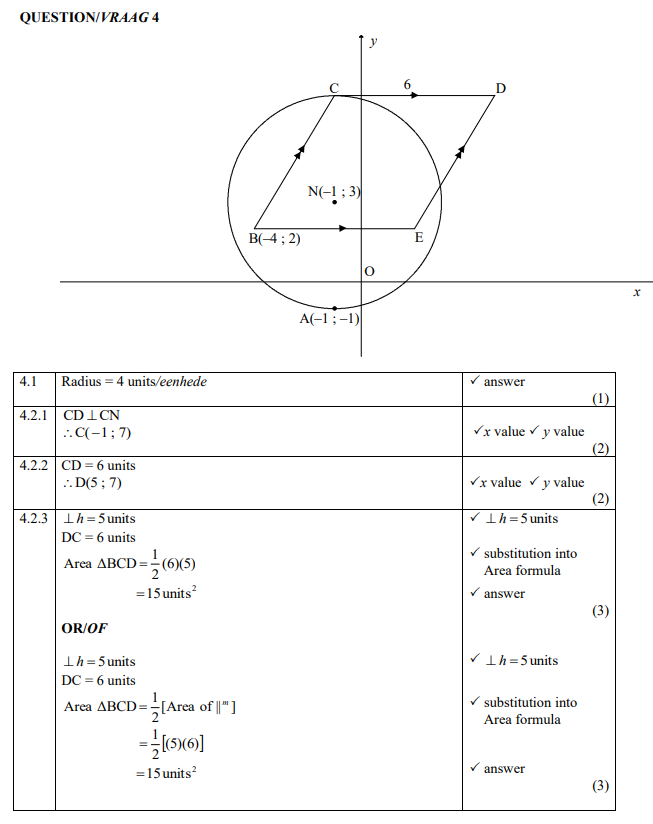 QUESTION/VRAAG 4
y
C
6
D
N(–1 ; 3)
B(–4 ; 2)
E
O
x
A(–1 ; –1)
4.1 Radius = 4 units/eenhede ✓ answer
(1)
4.2.1 CD ⊥ CN
∴ C(−1 ; 7) ✓x value ✓ y value
(2)
4.2.2 CD = 6 units
∴ D(5 ; 7) ✓x value ✓ y value
(2)
4.2.3 ⊥ h = 5 units ✓ ⊥ h = 5 units
DC = 6 units
Area ΔBCD = 1/2 (6)(5) ✓ substitution into
Area formula
= 15 units² ✓ answer
(3)
OR/OF
⊥ h = 5 units ✓ ⊥ h = 5 units
DC = 6 units
Area ΔBCD = 1/2 [Area of ||ᵐ] ✓ substitution into
Area formula
= 1/2 [(5)(6)]
= 15 units² ✓ answer
(3)